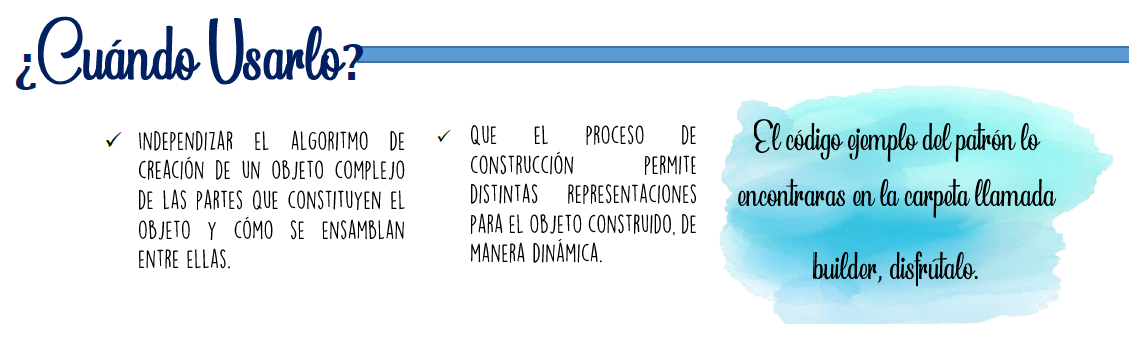 ¿Cuándo Usarlo?
INDEPENDIZAR EL ALGORITMO DE
CREACIÓN DE UN OBJETO COMPLEJO
DE LAS PARTES QUE CONSTITUYEN EL
OBJETO Y CÓMO SE ENSAMBLAN
ENTRE ELLAS.
QUE EL PROCESO DE
CONSTRUCCIÓN PERMITE
DISTINTAS REPRESENTACIONES
PARA EL OBJETO CONSTRUIDO, DE
MANERA DINÁMICA.
El código ejemplo del patrón lo
encontraras en la carpeta llamada
builder, disfrútalo.